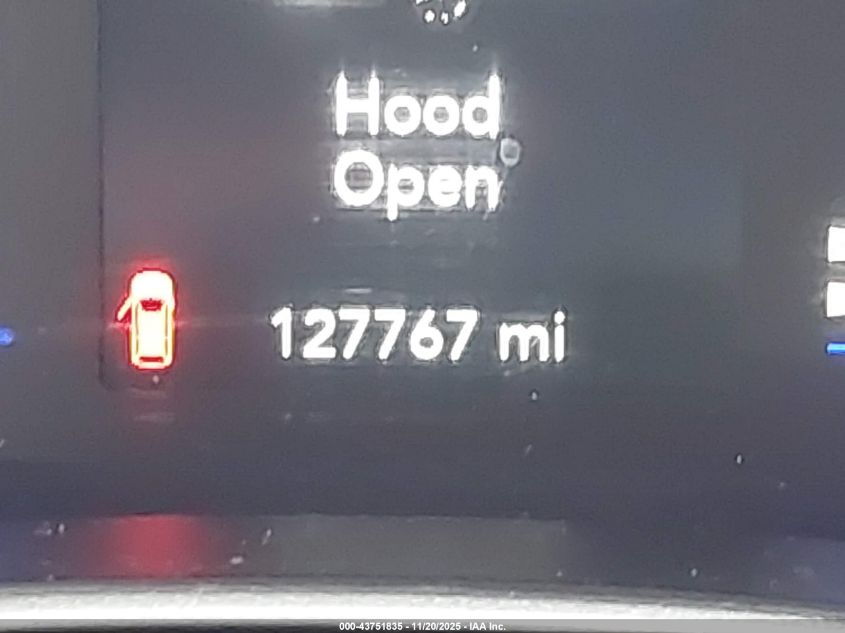 Hood
Open
127767 mi
000-43751835 - 11/20/2025 - IAA Inc.